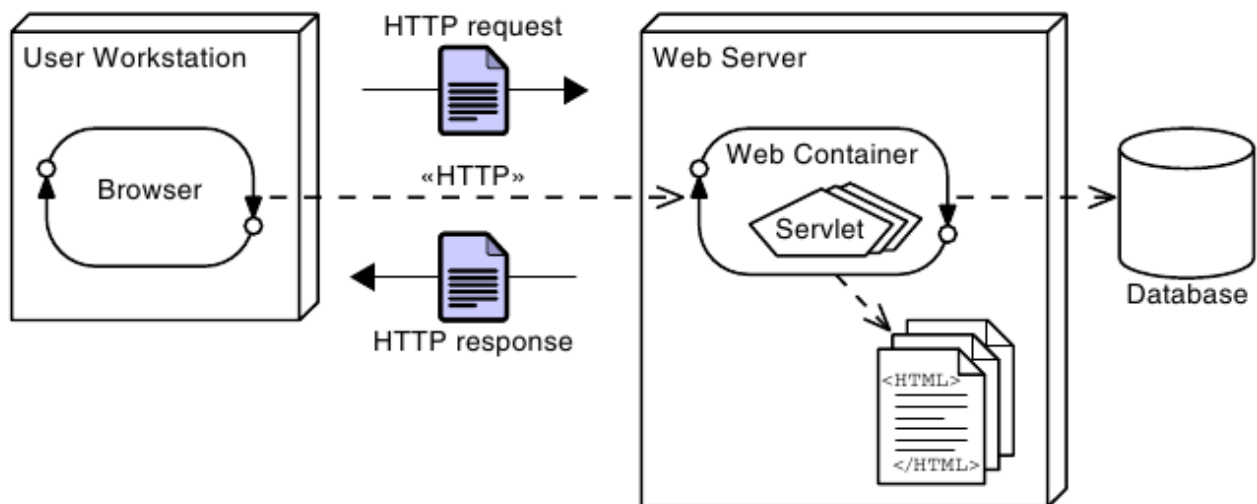 HTTP request
User Workstation
Web Server
Web Container
«HTTP»
Browser
Servlet
Database
HTTP response
<HTML>
</HTML>